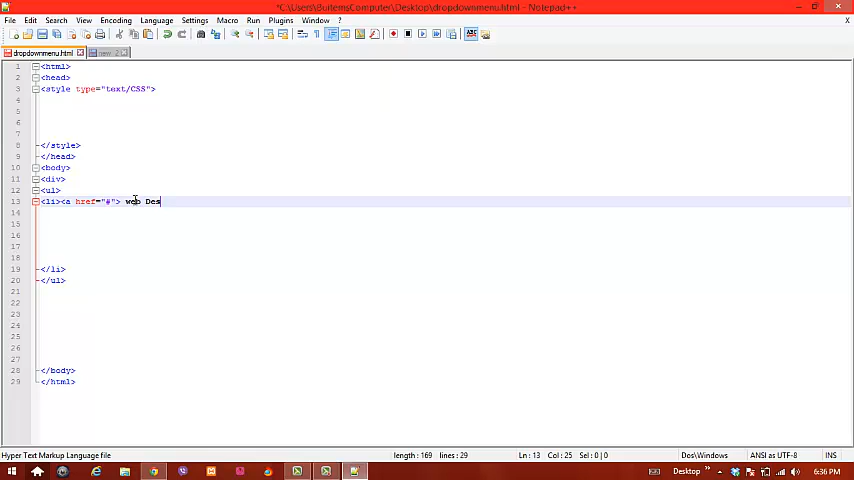 *C:\Users\BuitemsComputer\Desktop\dropdownmenu.html - Notepad++
File Edit Search View Encoding Language Settings Macro Run Plugins Window ? X
dropdownmenu.html new 2
1 <html>
2 <head>
3 <style type="text/CSS">
4
5
6
7
8 </style>
9 </head>
10 <body>
11 <div>
12 <ul>
13 <li><a href="#"> web Des
14
15
16
17
18
19 </li>
20 </ul>
21
22
23
24
25
26
27
28 </body>
29 </html>
Hyper Text Markup Language file length : 169 lines : 29 Ln : 13 Col : 25 Sel : 0 | 0 Dos\Windows ANSI as UTF-8 INS
Desktop 6:36 PM